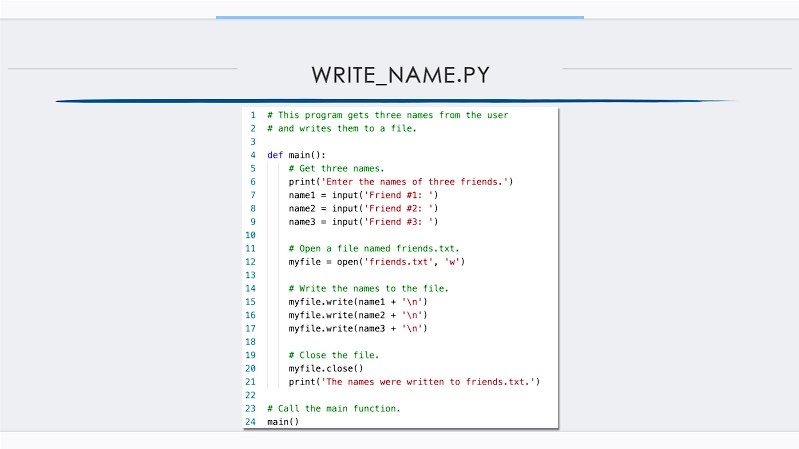 WRITE_NAME.PY
1 # This program gets three names from the user
2 # and writes them to a file.
3
4 def main():
5     # Get three names.
6     print('Enter the names of three friends.')
7     name1 = input('Friend #1: ')
8     name2 = input('Friend #2: ')
9     name3 = input('Friend #3: ')
10
11     # Open a file named friends.txt.
12     myfile = open('friends.txt', 'w')
13
14     # Write the names to the file.
15     myfile.write(name1 + '\n')
16     myfile.write(name2 + '\n')
17     myfile.write(name3 + '\n')
18
19     # Close the file.
20     myfile.close()
21     print('The names were written to friends.txt.')
22
23 # Call the main function.
24 main()